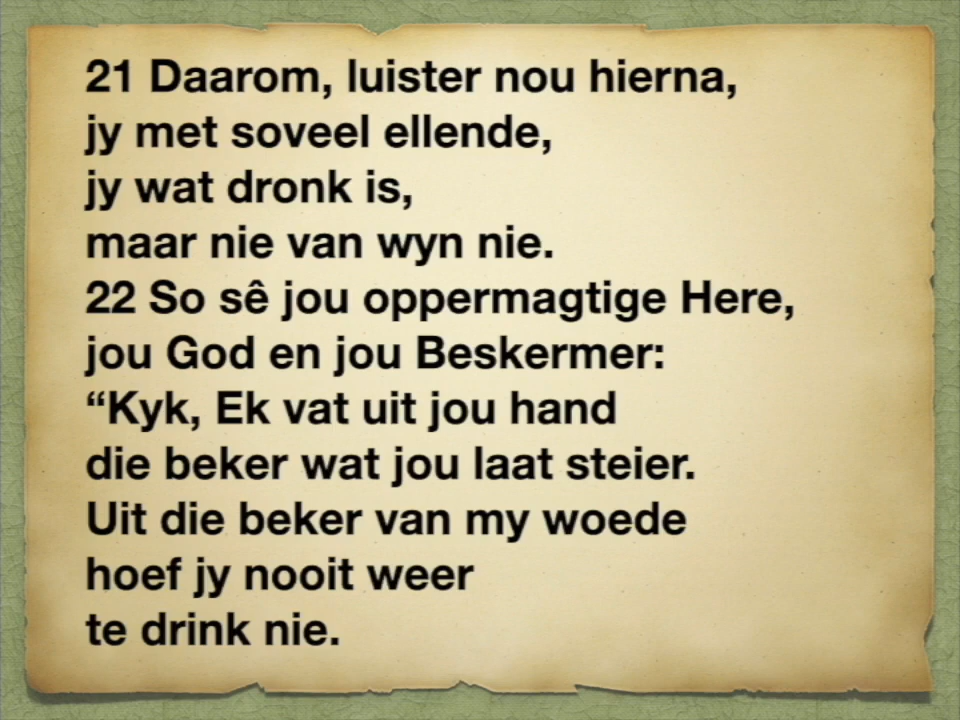 21 Daarom, luister nou hierna,
jy met soveel ellende,
jy wat dronk is,
maar nie van wyn nie.
22 So sê jou oppermagtige Here,
jou God en jou Beskermer:
“Kyk, Ek vat uit jou hand
die beker wat jou laat steier.
Uit die beker van my woede
hoef jy nooit weer
te drink nie.